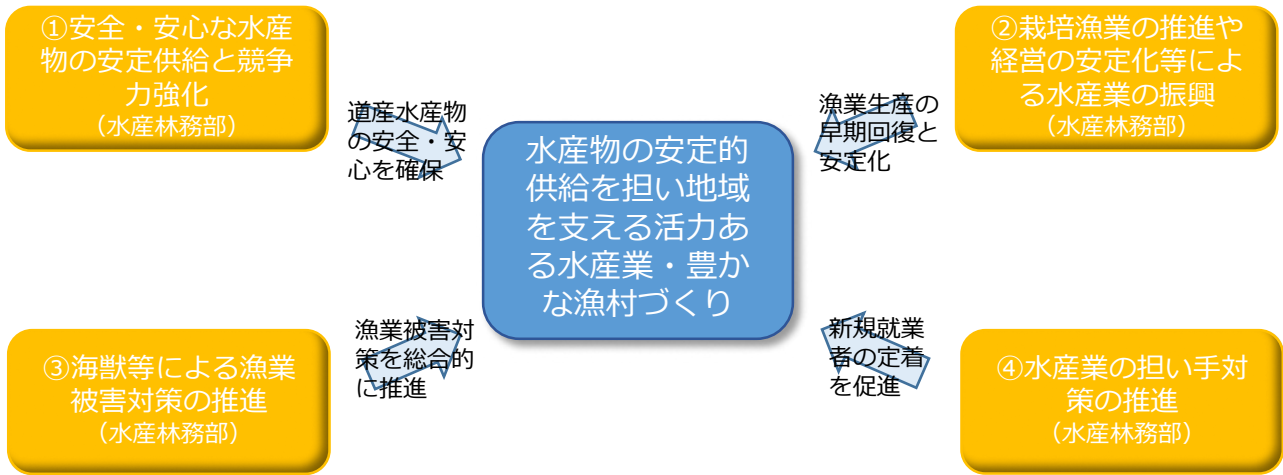 ①安全・安心な水産
物の安定供給と競争
力強化
（水産林務部）
②栽培漁業の推進や
経営の安定化等によ
る水産業の振興
（水産林務部）
道産水産物
の安全・安
心を確保
漁業生産の
早期回復と
安定化
水産物の安定的
供給を担い地域
を支える活力あ
る水産業・豊か
な漁村づくり
漁業被害対
策を総合的
に推進
新規就業
者の定着
を促進
③海獣等による漁業
被害対策の推進
（水産林務部）
④水産業の担い手対
策の推進
（水産林務部）